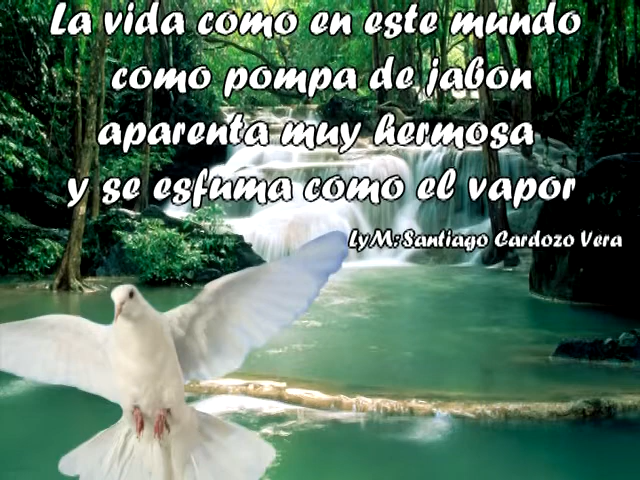 La vida como en este mundo
como pompa de jabon
aparenta muy hermosa
y se esfuma como el vapor
LyM: Santiago Cardozo Vera